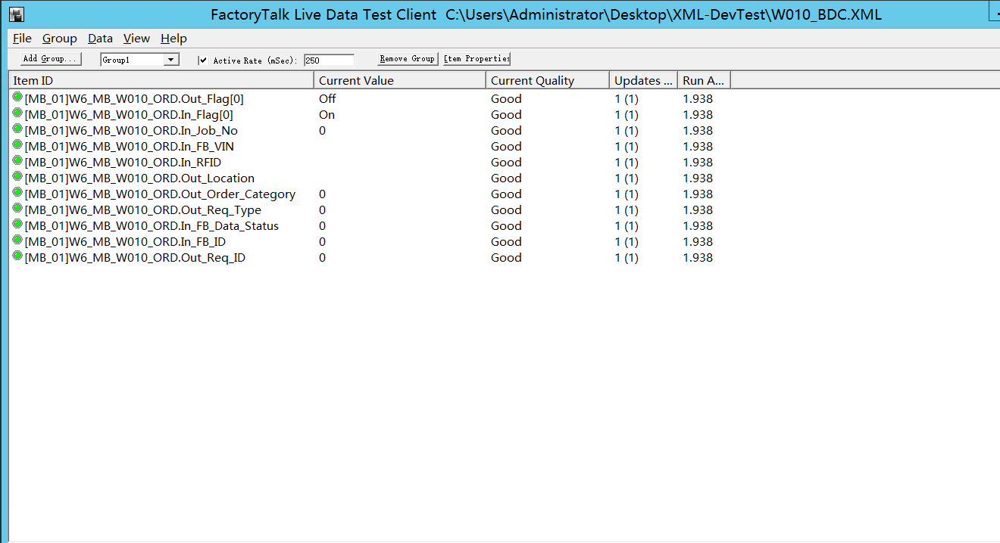 FactoryTalk Live Data Test Client  C:\Users\Administrator\Desktop\XML-DevTest\W010_BDC.XML
File Group Data View Help
Add Group... Group1 Active Rate (mSec): 250 Remove Group Item Properties
Item ID Current Value Current Quality Updates ... Run A...
[MB_01]W6_MB_W010_ORD.Out_Flag[0] Off Good 1 (1) 1.938
[MB_01]W6_MB_W010_ORD.In_Flag[0] On Good 1 (1) 1.938
[MB_01]W6_MB_W010_ORD.In_Job_No 0 Good 1 (1) 1.938
[MB_01]W6_MB_W010_ORD.In_FB_VIN Good 1 (1) 1.938
[MB_01]W6_MB_W010_ORD.In_RFID Good 1 (1) 1.938
[MB_01]W6_MB_W010_ORD.Out_Location Good 1 (1) 1.938
[MB_01]W6_MB_W010_ORD.Out_Order_Category 0 Good 1 (1) 1.938
[MB_01]W6_MB_W010_ORD.Out_Req_Type 0 Good 1 (1) 1.938
[MB_01]W6_MB_W010_ORD.In_FB_Data_Status 0 Good 1 (1) 1.938
[MB_01]W6_MB_W010_ORD.In_FB_ID 0 Good 1 (1) 1.938
[MB_01]W6_MB_W010_ORD.Out_Req_ID 0 Good 1 (1) 1.938